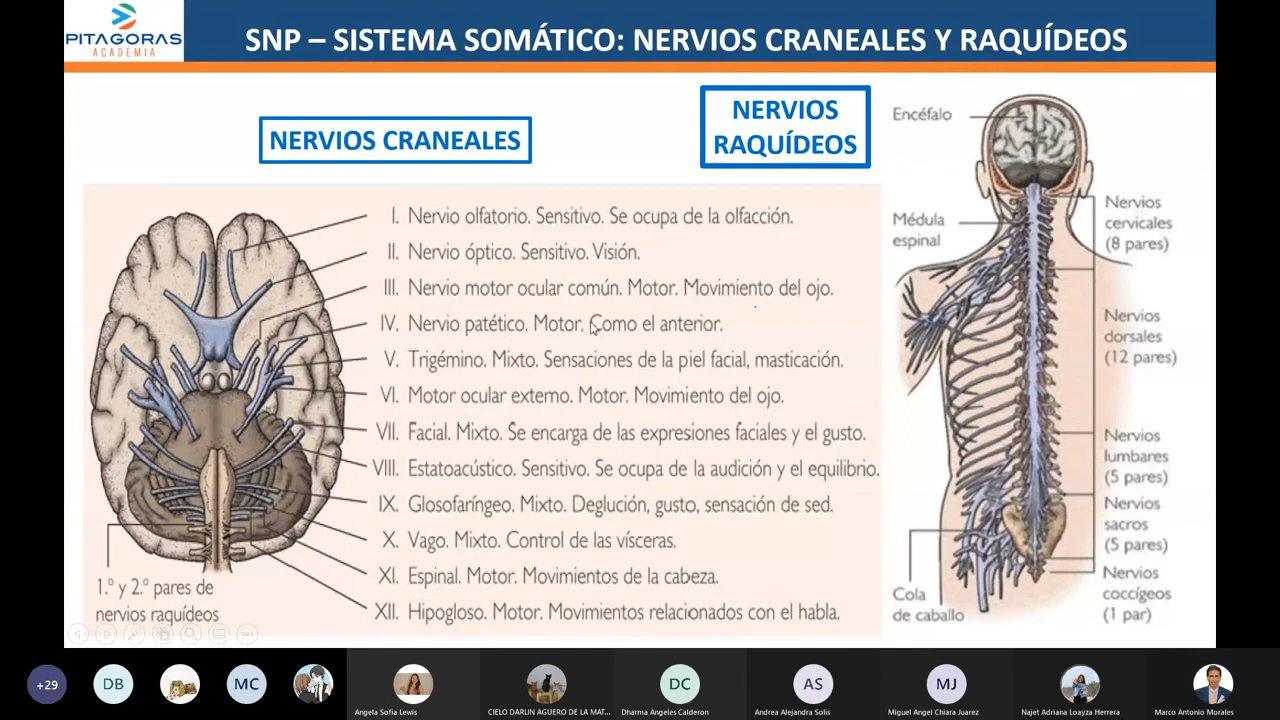 PITAGORAS
ACADEMIA
SNP – SISTEMA SOMÁTICO: NERVIOS CRANEALES Y RAQUÍDEOS
NERVIOS CRANEALES
NERVIOS
RAQUÍDEOS
I. Nervio olfatorio. Sensitivo. Se ocupa de la olfacción.
II. Nervio óptico. Sensitivo. Visión.
III. Nervio motor ocular común. Motor. Movimiento del ojo.
IV. Nervio patético. Motor. Como el anterior.
V. Trigémino. Mixto. Sensaciones de la piel facial, masticación.
VI. Motor ocular externo. Motor. Movimiento del ojo.
VII. Facial. Mixto. Se encarga de las expresiones faciales y el gusto.
VIII. Estatoacústico. Sensitivo. Se ocupa de la audición y el equilibrio.
IX. Glosofaríngeo. Mixto. Deglución, gusto, sensación de sed.
X. Vago. Mixto. Control de las vísceras.
XI. Espinal. Motor. Movimientos de la cabeza.
XII. Hipogloso. Motor. Movimientos relacionados con el habla.
1.º y 2.º pares de
nervios raquídeos
Encéfalo
Médula
espinal
Nervios
cervicales
(8 pares)
Nervios
dorsales
(12 pares)
Nervios
lumbares
(5 pares)
Nervios
sacros
(5 pares)
Nervios
coccígeos
(1 par)
Cola
de caballo
+29
DB
MC
DC
AS
MJ
Angela Sofia Lewis
CIELO DARLIN AGUERO DE LA MAT...
Dharma Angeles Calderon
Andrea Alejandra Solis
Miguel Angel Chiara Juarez
Najet Adriana Loayza Herrera
Marco Antonio Morales